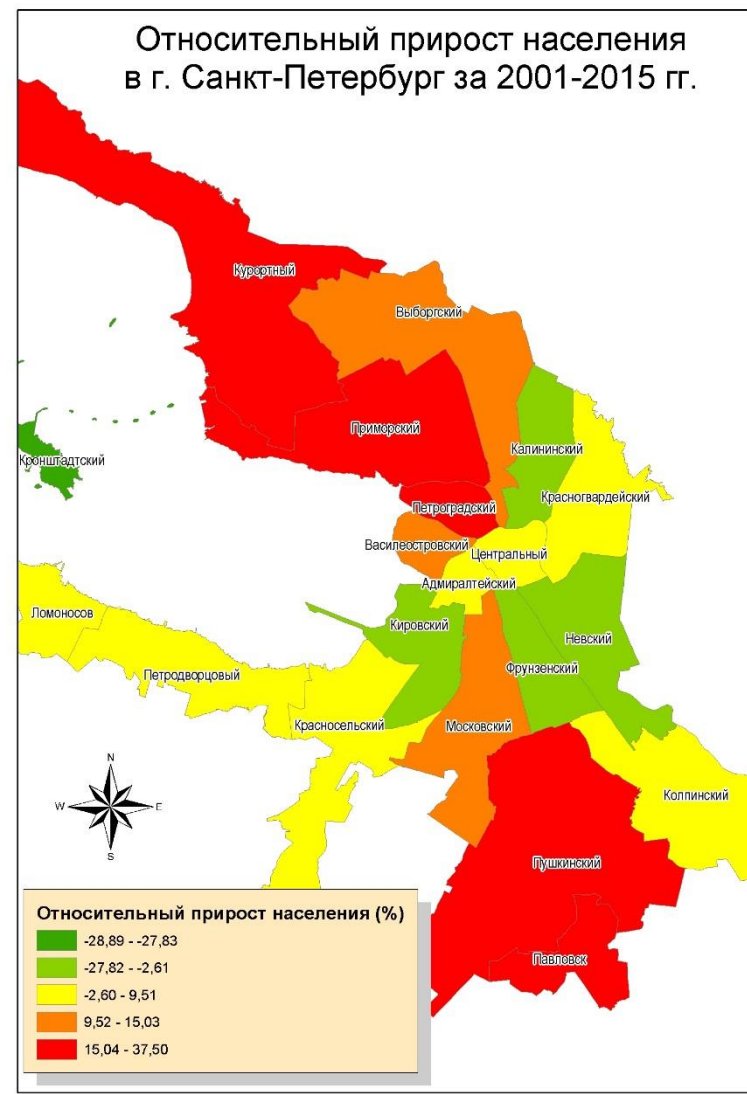 Относительный прирост населения
в г. Санкт-Петербург за 2001-2015 гг.
Курортный
Выборгский
Приморский
Калининский
Кронштадтский
Красногвардейский
Петроградский
Василеостровский
Центральный
Адмиралтейский
Ломоносов
Кировский
Невский
Петродворцовый
Фрунзенский
Красносельский
Московский
Колпинский
N
W
E
S
Пушкинский
Павловск
Относительный прирост населения (%)
-28,89 - -27,83
-27,82 - -2,61
-2,60 - 9,51
9,52 - 15,03
15,04 - 37,50